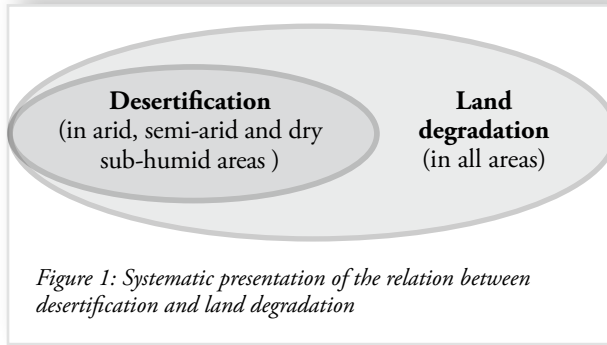 Desertification
(in arid, semi-arid and dry
sub-humid areas )
Land
degradation
(in all areas)
Figure 1: Systematic presentation of the relation between
desertification and land degradation